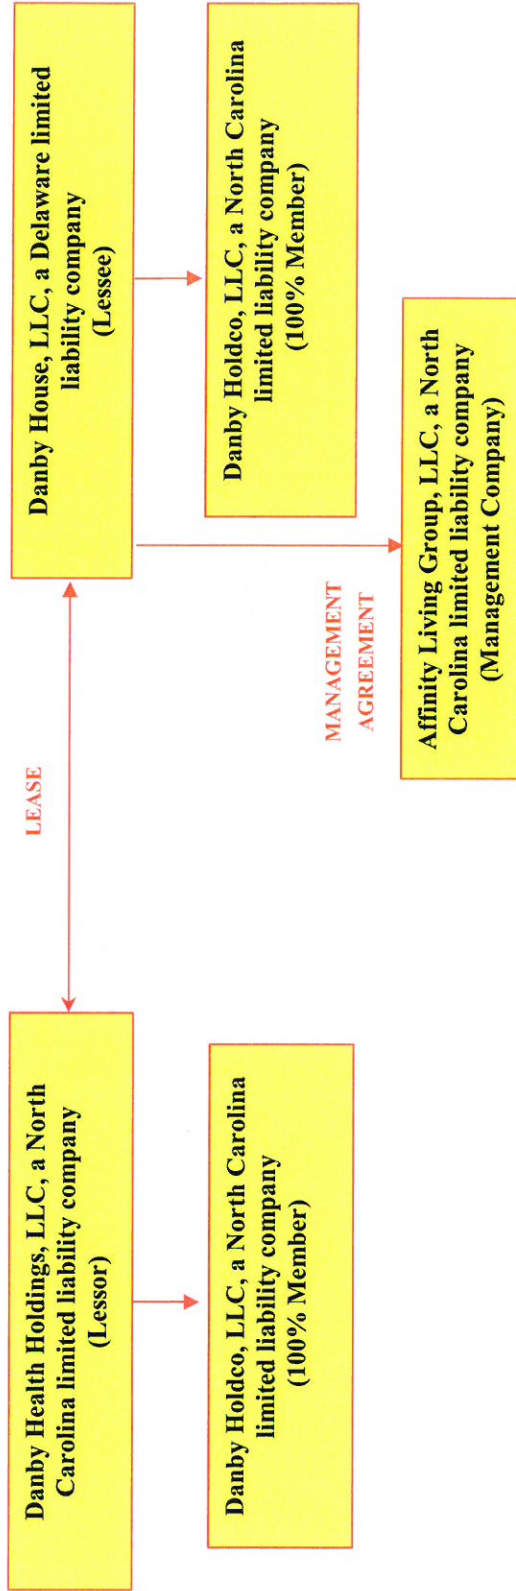 Danby Health Holdings, LLC, a North
Carolina limited liability company
(Lessor)
LEASE
Danby House, LLC, a Delaware limited
liability company
(Lessee)
Danby Holdco, LLC, a North Carolina
limited liability company
(100% Member)
Danby Holdco, LLC, a North Carolina
limited liability company
(100% Member)
MANAGEMENT
AGREEMENT
Affinity Living Group, LLC, a North
Carolina limited liability company
(Management Company)